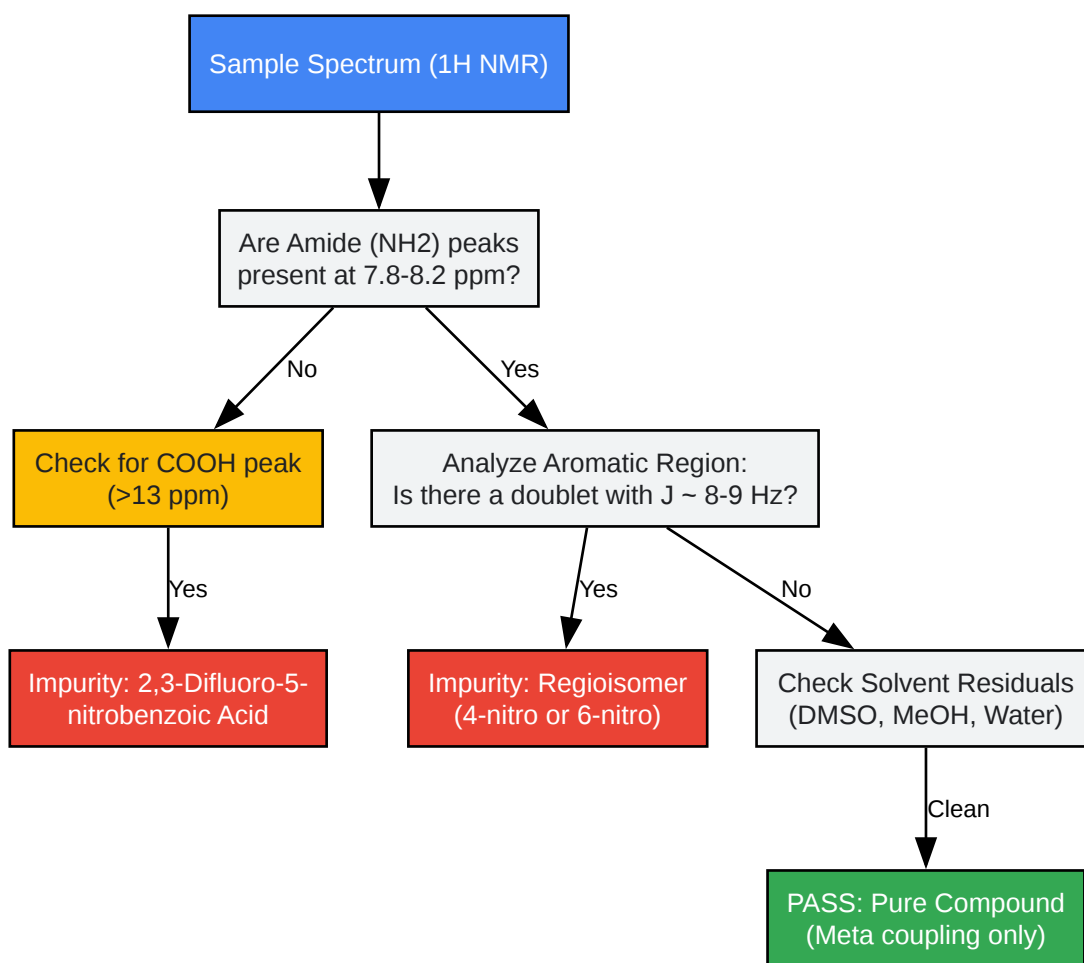 Sample Spectrum (1H NMR)
Are Amide (NH2) peaks
present at 7.8-8.2 ppm?
No
Yes
Check for COOH peak
(>13 ppm)
Analyze Aromatic Region:
Is there a doublet with J ~ 8-9 Hz?
Yes
Yes
No
Impurity: 2,3-Difluoro-5-
nitrobenzoic Acid
Impurity: Regioisomer
(4-nitro or 6-nitro)
Check Solvent Residuals
(DMSO, MeOH, Water)
Clean
PASS: Pure Compound
(Meta coupling only)